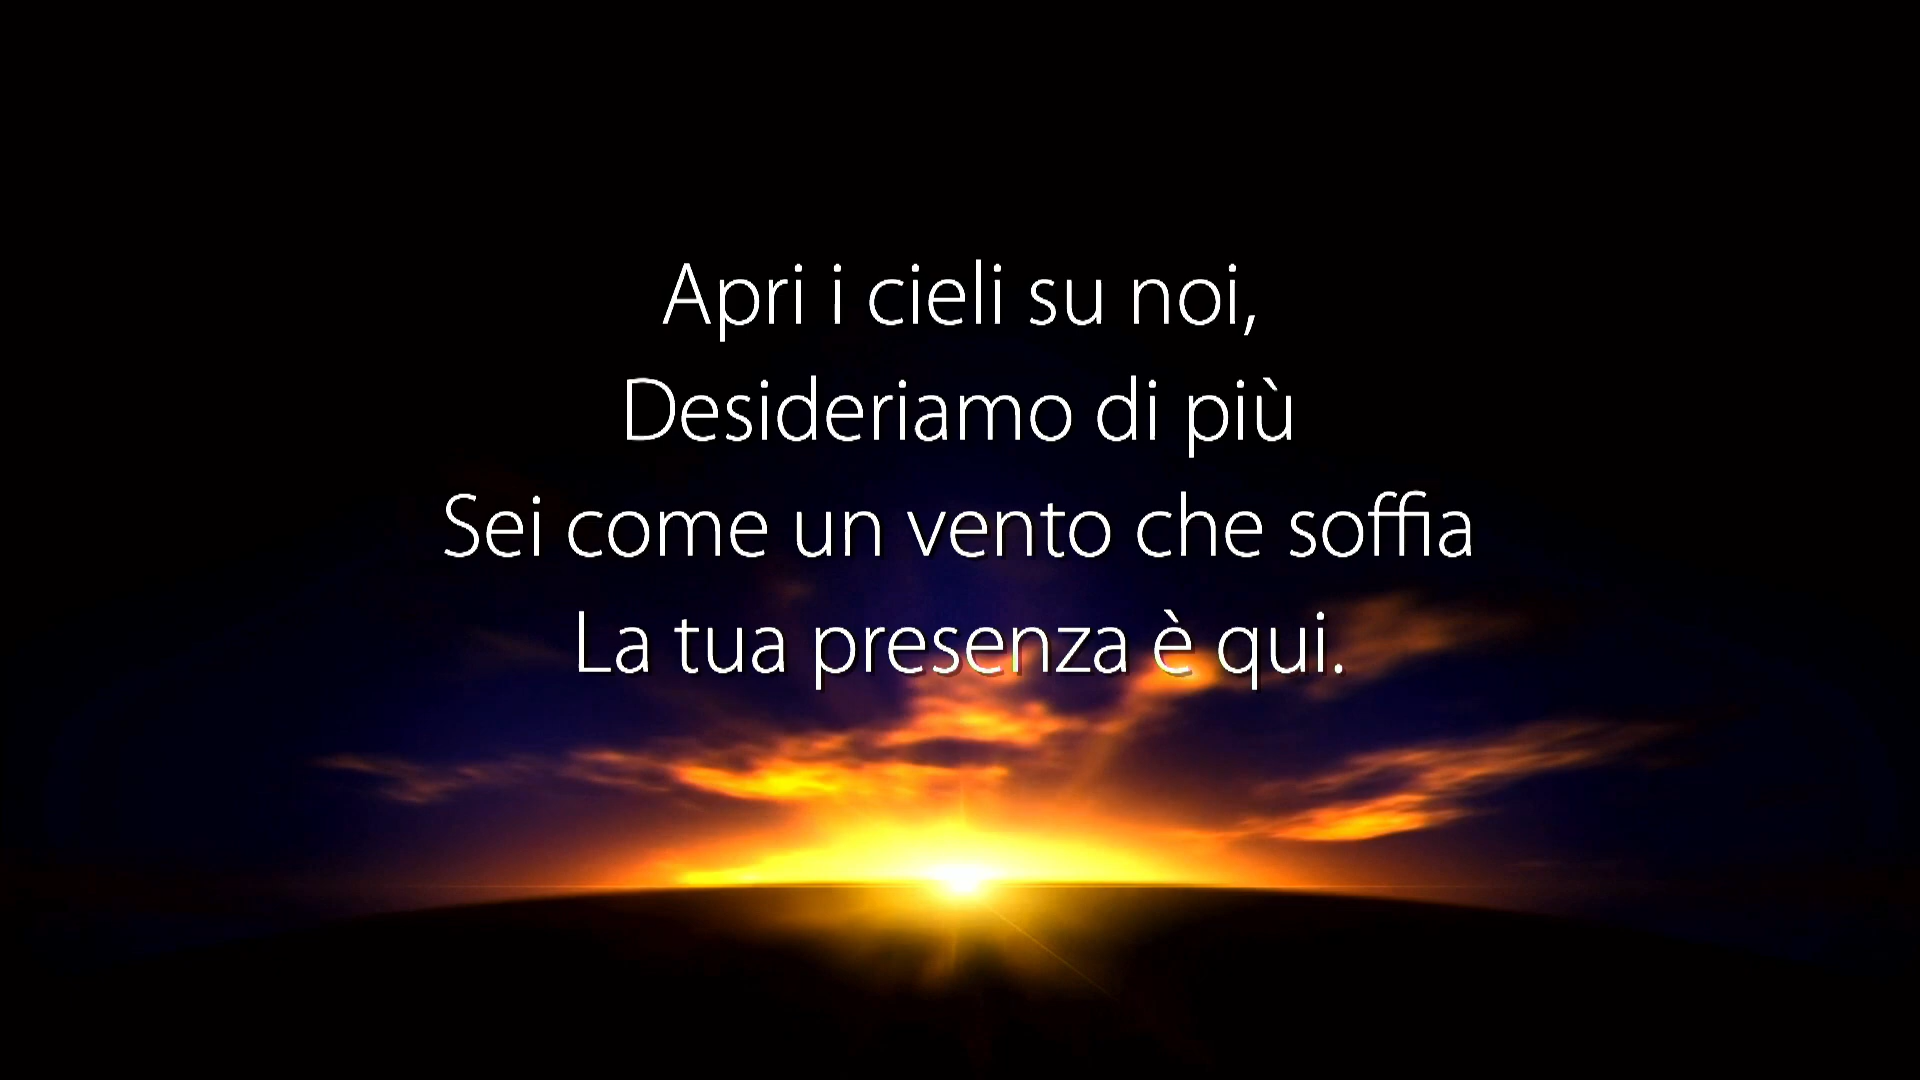 Apri i cieli su noi,
Desideriamo di più
Sei come un vento che soffia
La tua presenza è qui.